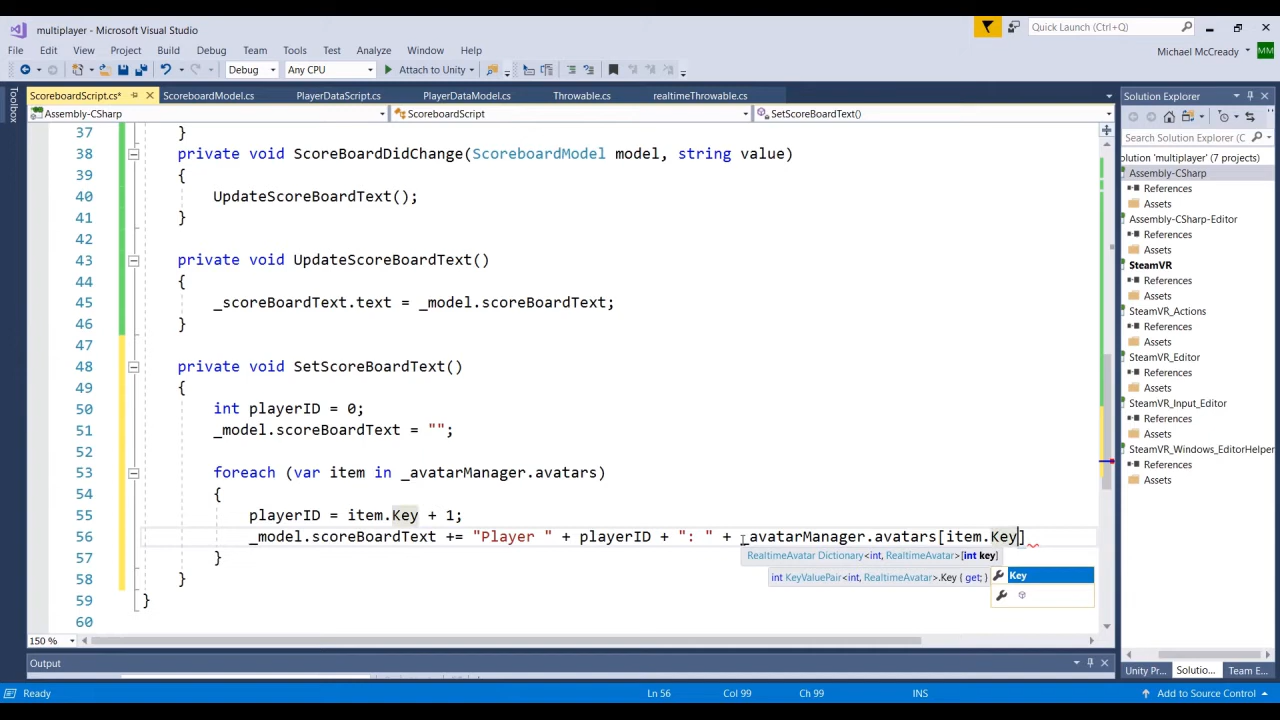 multiplayer - Microsoft Visual Studio
Quick Launch (Ctrl+Q)
File Edit View Project Build Debug Team Tools Test Analyze Window Help
Michael McCready MM
Debug Any CPU Attach to Unity
ScoreboardScript.cs* ScoreboardModel.cs PlayerDataScript.cs PlayerDataModel.cs Throwable.cs realtimeThrowable.cs
Assembly-CSharp ScoreboardScript SetScoreBoardText()
Toolbox
37 }
38 private void ScoreBoardDidChange(ScoreboardModel model, string value)
39 {
40 UpdateScoreBoardText();
41 }
42
43 private void UpdateScoreBoardText()
44 {
45 _scoreBoardText.text = _model.scoreBoardText;
46 }
47
48 private void SetScoreBoardText()
49 {
50 int playerID = 0;
51 _model.scoreBoardText = "";
52
53 foreach (var item in _avatarManager.avatars)
54 {
55 playerID = item.Key + 1;
56 _model.scoreBoardText += "Player " + playerID + ": " + _avatarManager.avatars[item.Key]
RealtimeAvatar Dictionary<int, RealtimeAvatar>[int key]
57 }
int KeyValuePair<int, RealtimeAvatar>.Key { get; }
Key
58 }
59 }
60
150 %
Output
Ready Ln 56 Col 99 Ch 99 INS Add to Source Control
Solution Explorer
Search Solution Explorer (C
olution 'multiplayer' (7 projects)
Assembly-CSharp
References
Assets
Assembly-CSharp-Editor
References
Assets
SteamVR
References
Assets
SteamVR_Actions
References
Assets
SteamVR_Editor
References
Assets
SteamVR_Input_Editor
References
Assets
SteamVR_Windows_EditorHelper
References
Assets
Unity Pr... Solutio... Team E...